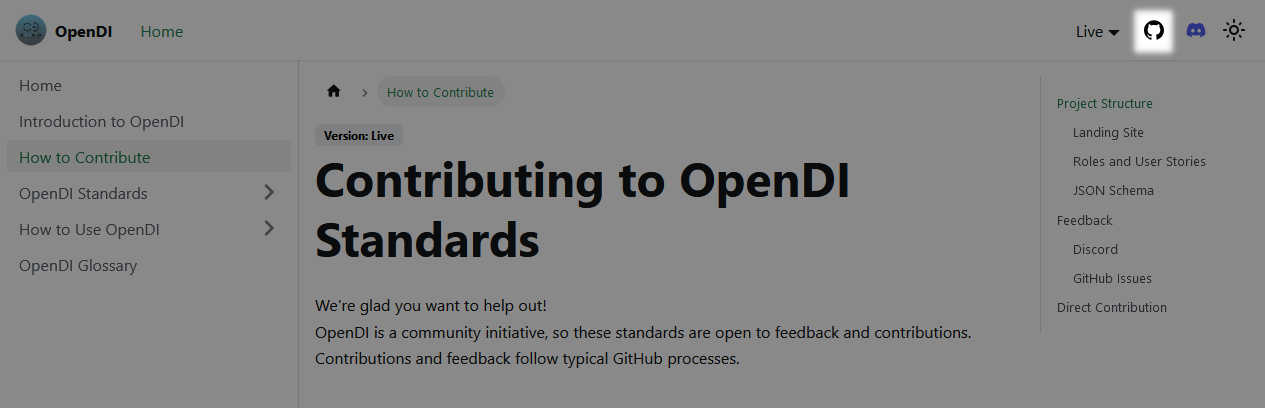 OpenDI
Home
Live
Home
Introduction to OpenDI
How to Contribute
OpenDI Standards
How to Use OpenDI
OpenDI Glossary
How to Contribute
Version: Live
Contributing to OpenDI
Standards
We're glad you want to help out!
OpenDI is a community initiative, so these standards are open to feedback and contributions.
Contributions and feedback follow typical GitHub processes.
Project Structure
Landing Site
Roles and User Stories
JSON Schema
Feedback
Discord
GitHub Issues
Direct Contribution